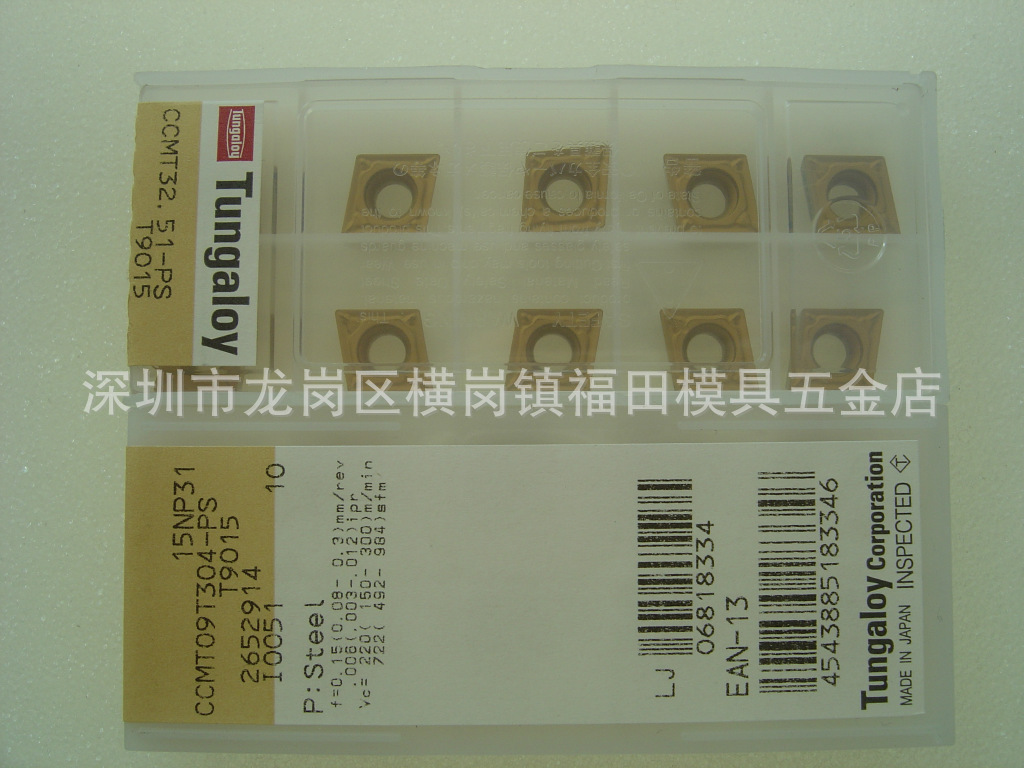 Tungaloy
Tungaloy
CCMT32.51-PS
T9015
深圳市龙岗区横岗镇福田模具五金店
15NP31
CCMT09T304-PS
T9015
2652914
I0051 10
P:Steel
f=0.15(0.08- 0.3)mm/rev
.006(.003-.012)ipr
vc= 220( 150- 300)m/min
722( 492- 984)sfm
LJ
06818334
EAN-13
4543885183346
Tungaloy Corporation
MADE IN JAPAN INSPECTED